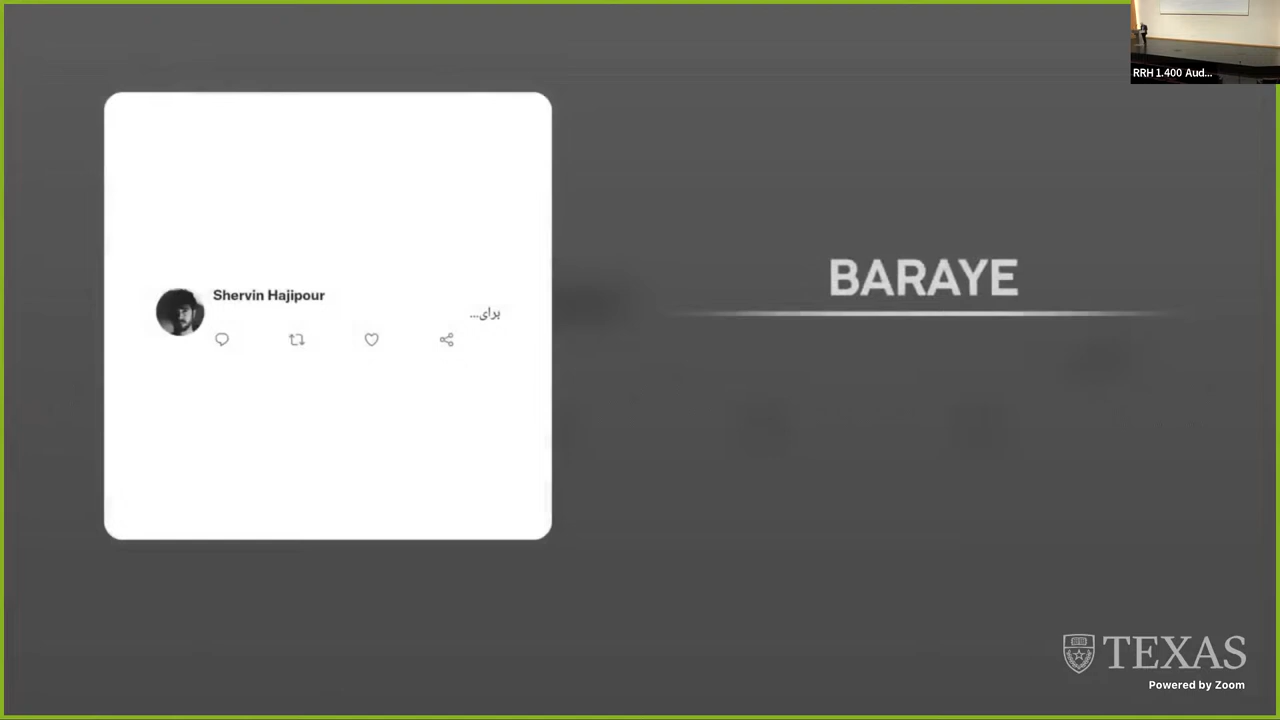 RRH 1.400 Aud...
Shervin Hajipour
برای...
BARAYE
TEXAS
Powered by Zoom